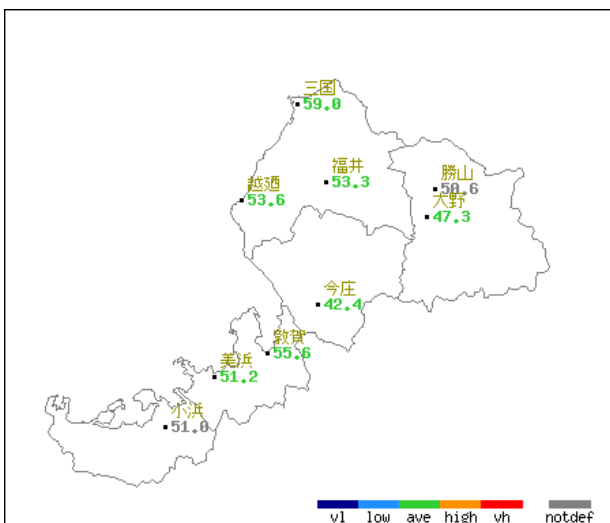 三国
59.0
福井
53.3
勝山
50.6
越廼
53.6
大野
47.3
今庄
42.4
敦賀
55.6
美浜
51.2
小浜
51.0
vl low ave high vh notdef